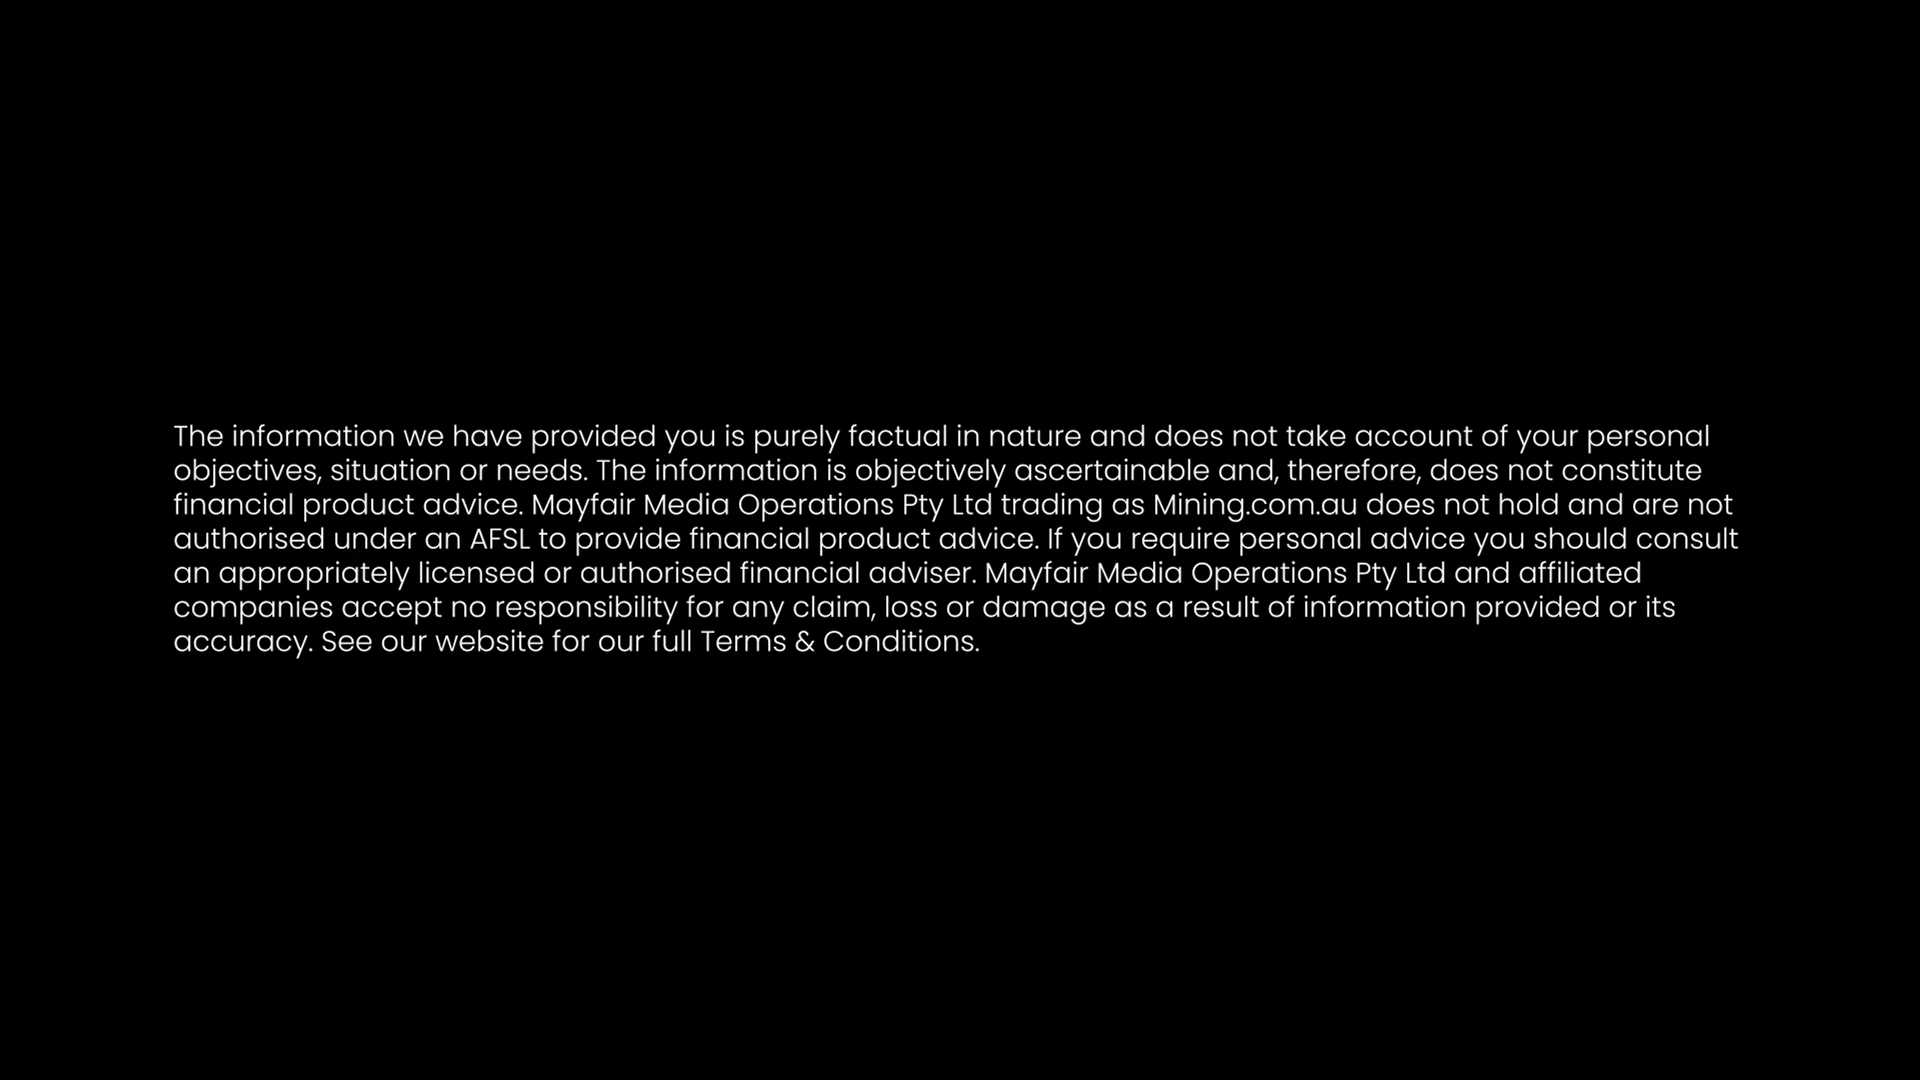 The information we have provided you is purely factual in nature and does not take account of your personal
objectives, situation or needs. The information is objectively ascertainable and, therefore, does not constitute
financial product advice. Mayfair Media Operations Pty Ltd trading as Mining.com.au does not hold and are not
authorised under an AFSL to provide financial product advice. If you require personal advice you should consult
an appropriately licensed or authorised financial adviser. Mayfair Media Operations Pty Ltd and affiliated
companies accept no responsibility for any claim, loss or damage as a result of information provided or its
accuracy. See our website for our full Terms & Conditions.